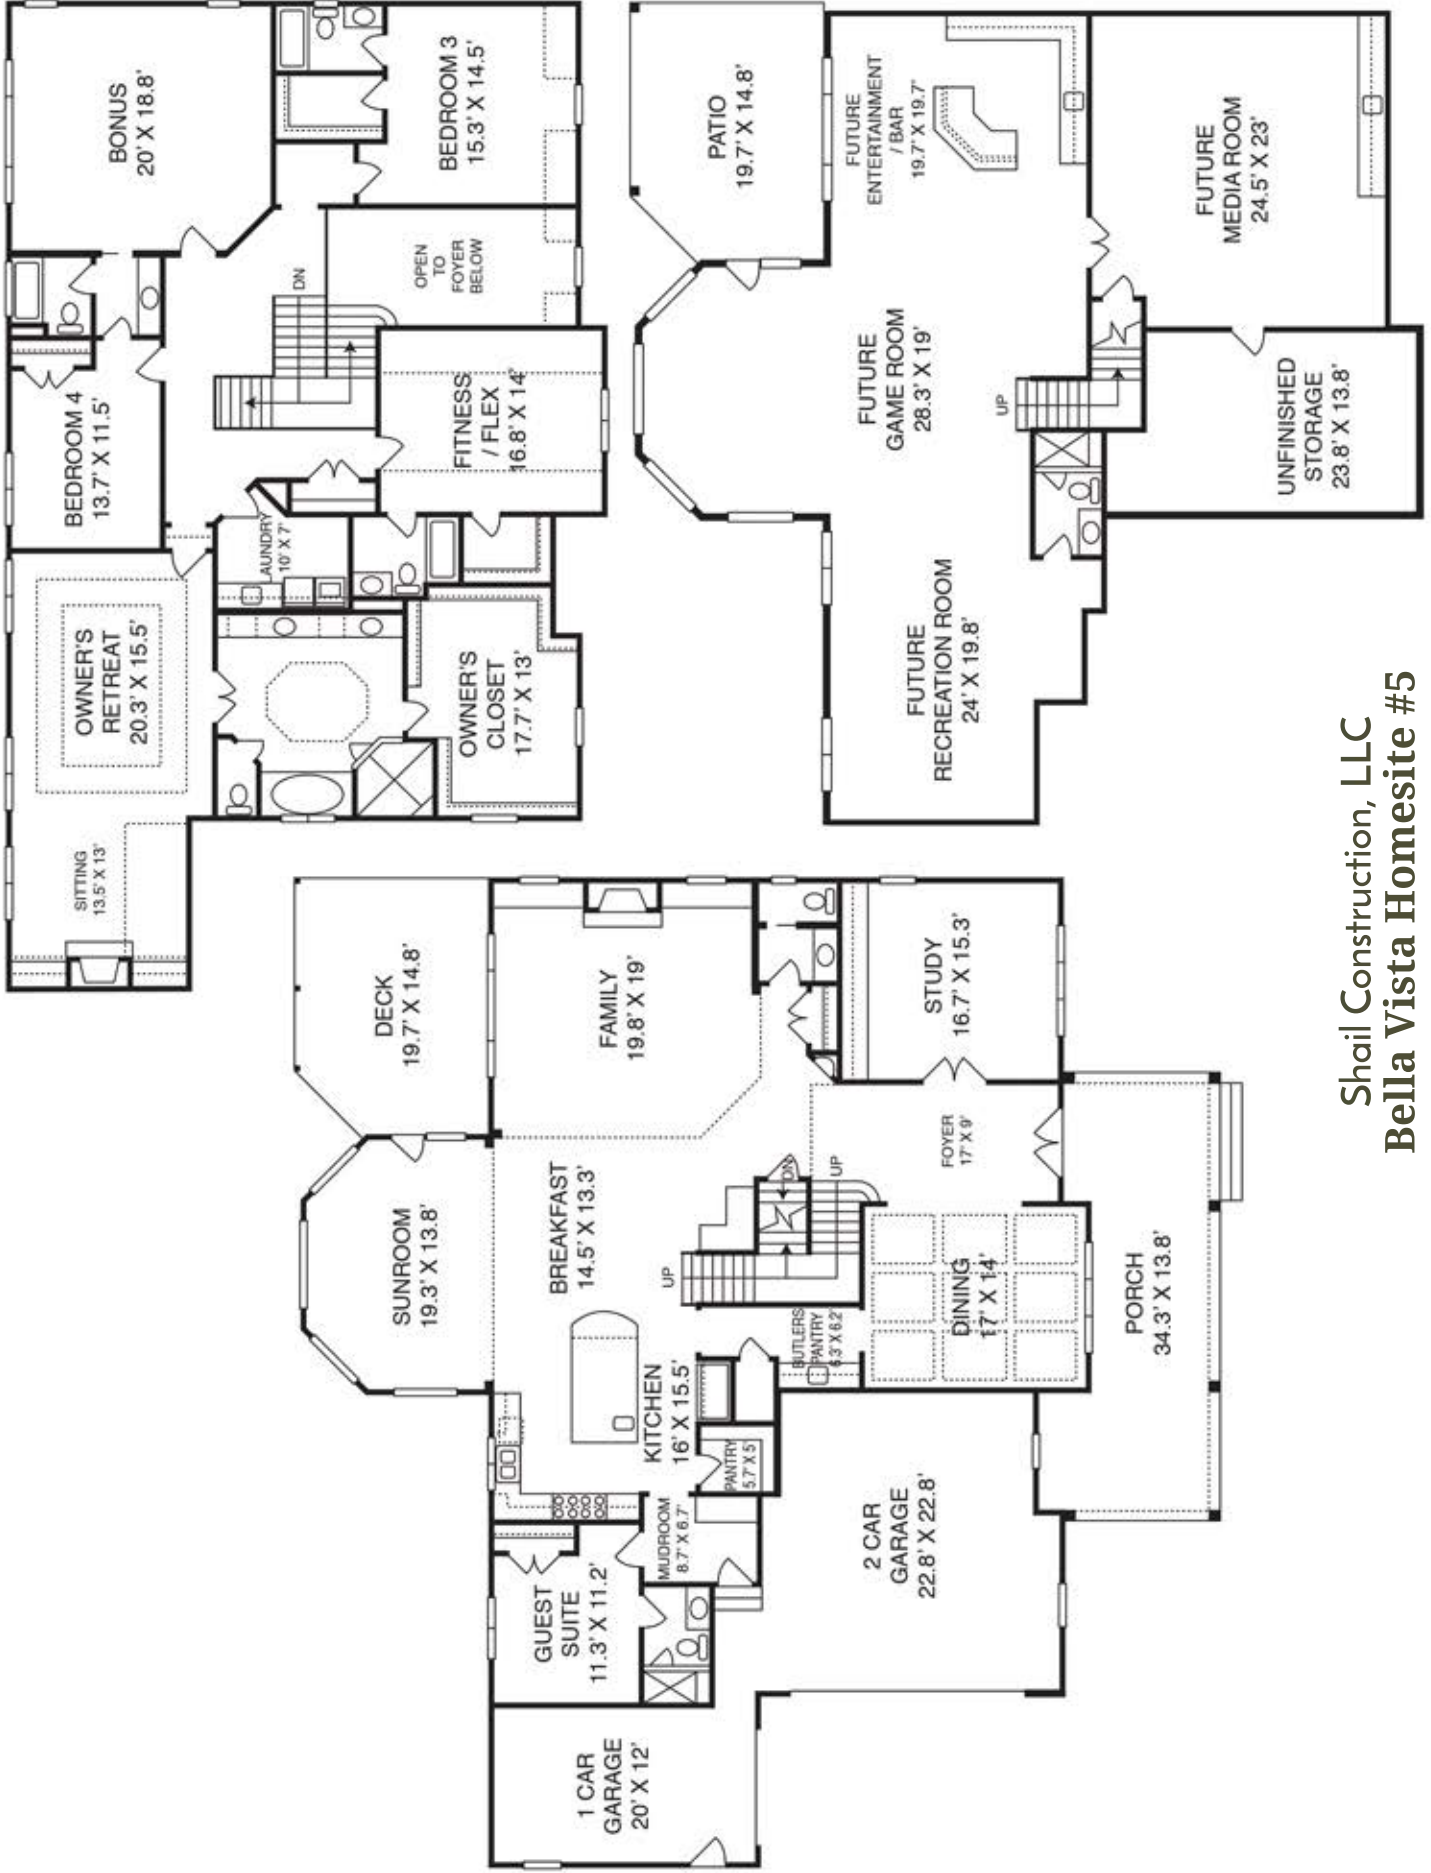 BONUS
20' X 18.8'
BEDROOM 3
15.3' X 14.5'
OPEN
TO
FOYER
BELOW
DN
BEDROOM 4
13.7' X 11.5'
FITNESS
/ FLEX
16.8' X 14'
AUNDRY
10' X 7'
OWNER'S
RETREAT
20.3' X 15.5'
OWNER'S
CLOSET
17.7' X 13'
SITTING
13.5' X 13'
PATIO
19.7' X 14.8'
FUTURE
ENTERTAINMENT
/ BAR
19.7' X 19.7'
FUTURE
MEDIA ROOM
24.5' X 23'
FUTURE
GAME ROOM
28.3' X 19'
UP
UNFINISHED
STORAGE
23.8' X 13.8'
FUTURE
RECREATION ROOM
24' X 19.8'
DECK
19.7' X 14.8'
FAMILY
19.8' X 19'
STUDY
16.7' X 15.3'
SUNROOM
19.3' X 13.8'
BREAKFAST
14.5' X 13.3'
DN
UP
UP
FOYER
17' X 9'
DINING
17' X 14'
PORCH
34.3' X 13.8'
BUTLERS
PANTRY
6.3' X 6.2'
KITCHEN
16' X 15.5'
PANTRY
5.7' X 5'
MUDROOM
8.7' X 6.7'
GUEST
SUITE
11.3' X 11.2'
2 CAR
GARAGE
22.8' X 22.8'
1 CAR
GARAGE
20' X 12'
Shail Construction, LLC
Bella Vista Homesite #5